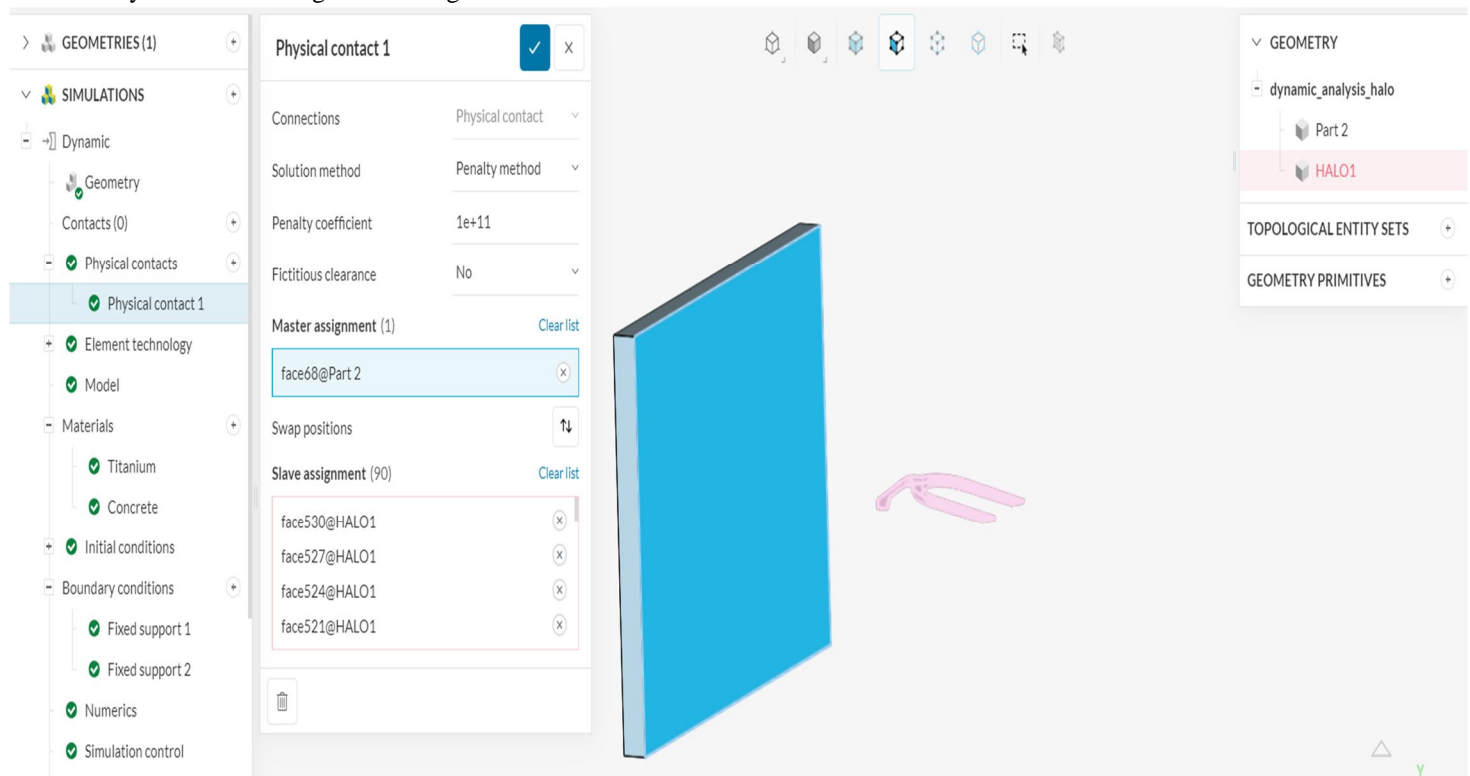 GEOMETRIES (1)
SIMULATIONS
Dynamic
Geometry
Contacts (0)
Physical contacts
Physical contact 1
Element technology
Model
Materials
Titanium
Concrete
Initial conditions
Boundary conditions
Fixed support 1
Fixed support 2
Numerics
Simulation control
Physical contact 1
Connections Physical contact
Solution method Penalty method
Penalty coefficient 1e+11
Fictitious clearance No
Master assignment (1) Clear list
face68@Part 2
Swap positions
Slave assignment (90) Clear list
face530@HALO1
face527@HALO1
face524@HALO1
face521@HALO1
GEOMETRY
dynamic_analysis_halo
Part 2
HALO1
TOPOLOGICAL ENTITY SETS
GEOMETRY PRIMITIVES
Y